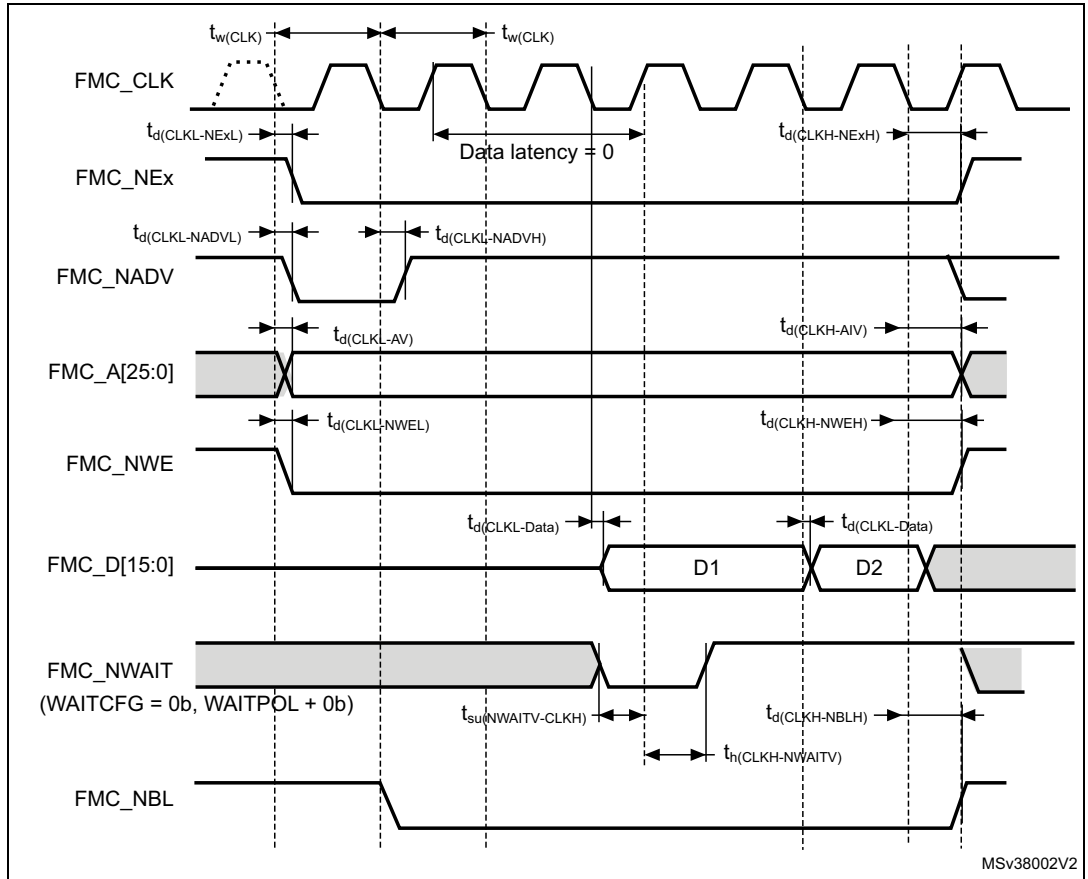 tw(CLK) tw(CLK)
FMC_CLK
td(CLKL-NExL) Data latency = 0 td(CLKH-NExH)
FMC_NEx
td(CLKL-NADVL) td(CLKL-NADVH)
FMC_NADV
td(CLKL-AV) td(CLKH-AIV)
FMC_A[25:0]
td(CLKL-NWEL) td(CLKH-NWEH)
FMC_NWE
td(CLKL-Data) td(CLKL-Data)
FMC_D[15:0] D1 D2
FMC_NWAIT
(WAITCFG = 0b, WAITPOL + 0b)
tsu(NWAITV-CLKH) td(CLKH-NBLH)
th(CLKH-NWAITV)
FMC_NBL
MSv38002V2